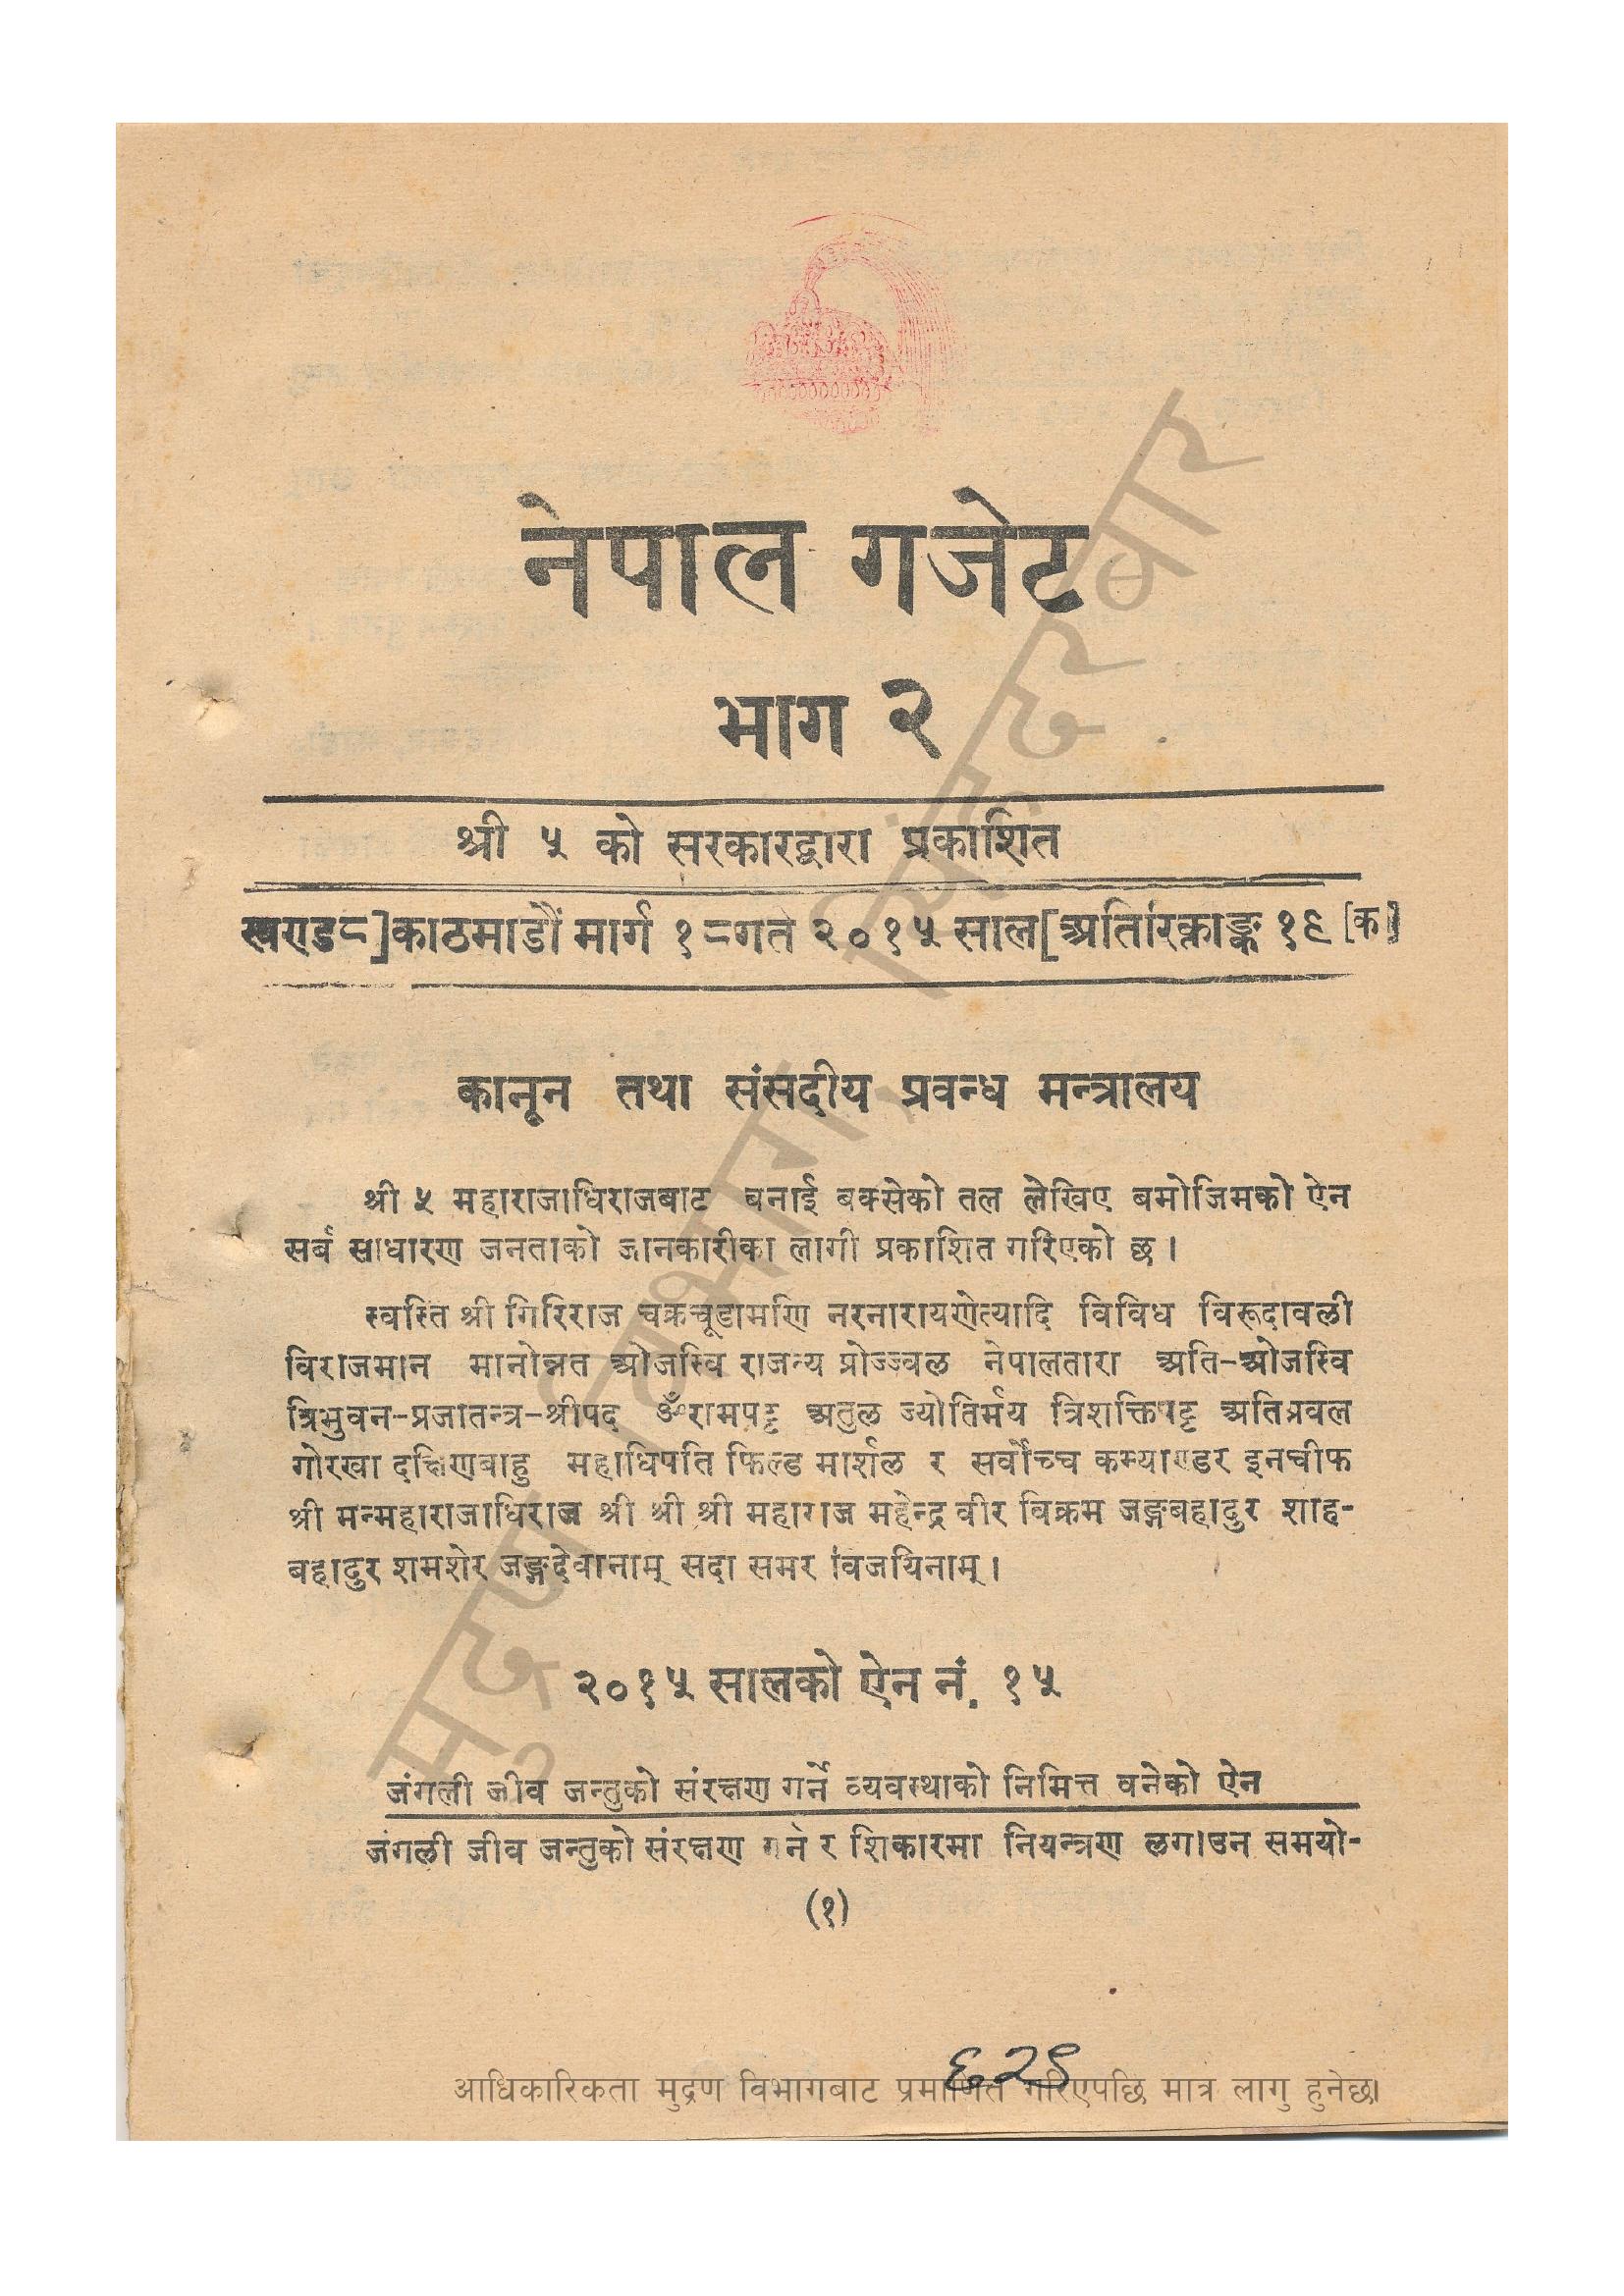 नेपाल गजेट
भाग २
श्री ५ को सरकारद्वारा प्रकाशित
खण्ड ८] काठमाडौं मार्ग १८ गते २०१५ साल [अतिरिक्ताङ्क १९ [क]
कानून तथा संसदीय प्रवन्ध मन्त्रालय
श्री ५ महाराजाधिराजबाट बनाई बक्सेको तल लेखिए बमोजिमको ऐन
सर्व साधारण जनताको जानकारीका लागी प्रकाशित गरिएको छ ।
स्वस्ति श्री गिरिराज चक्रचूडामणि नरनारायणेत्यादि विविध विरूदावली
विराजमान मानोन्नत ओजस्वि राजन्य प्रोज्ज्वल नेपालतारा अति-ओजस्वि
त्रिभुवन-प्रजातन्त्र-श्रीपद ॐरामपट्ट अतुल ज्योतिर्मय त्रिशक्तिपट्ट अतिप्रवल
गोरखा दक्षिणबाहु महाधिपति फिल्ड मार्शल र सर्वोच्च कम्याण्डर इनचीफ
श्री मन्महाराजाधिराज श्री श्री श्री महाराज महेन्द्र वीर विक्रम जङ्गबहादुर शाह-
बहादुर शमशेर जङ्गदेवानाम् सदा समर विजयिनाम् ।
२०१५ सालको ऐन नं. १५
जंगली जीव जन्तुको संरक्षण गर्ने व्यवस्थाको निमित्त वनेको ऐन
जंगली जीव जन्तुको संरक्षण गर्न र शिकारमा नियन्त्रण लगाउन समयो-
(१)
६२९
आधिकारिकता मुद्रण विभागबाट प्रमाणित गरिएपछि मात्र लागु हुनेछ।
मुद्रण विभाग, सिंहदरबार